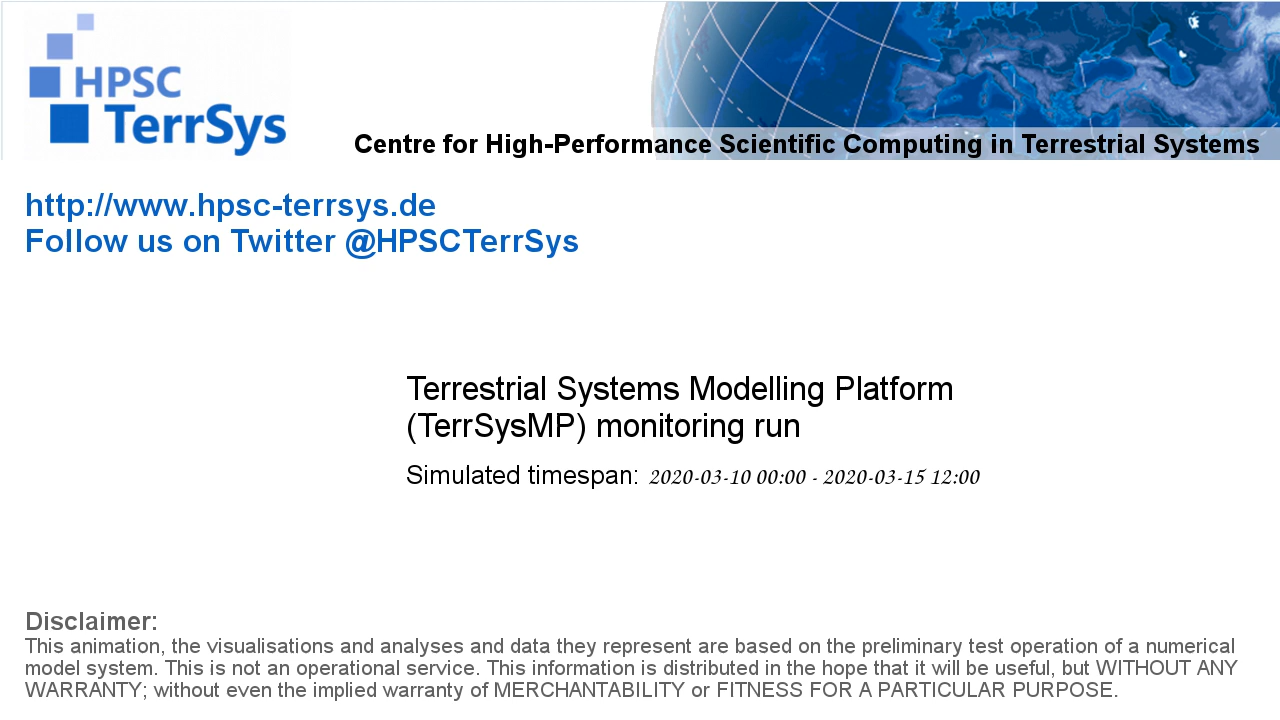 HPSC
TerrSys
Centre for High-Performance Scientific Computing in Terrestrial Systems
http://www.hpsc-terrsys.de
Follow us on Twitter @HPSCTerrSys
Terrestrial Systems Modelling Platform
(TerrSysMP) monitoring run
Simulated timespan: 2020-03-10 00:00 - 2020-03-15 12:00
Disclaimer:
This animation, the visualisations and analyses and data they represent are based on the preliminary test operation of a numerical
model system. This is not an operational service. This information is distributed in the hope that it will be useful, but WITHOUT ANY
WARRANTY; without even the implied warranty of MERCHANTABILITY or FITNESS FOR A PARTICULAR PURPOSE.